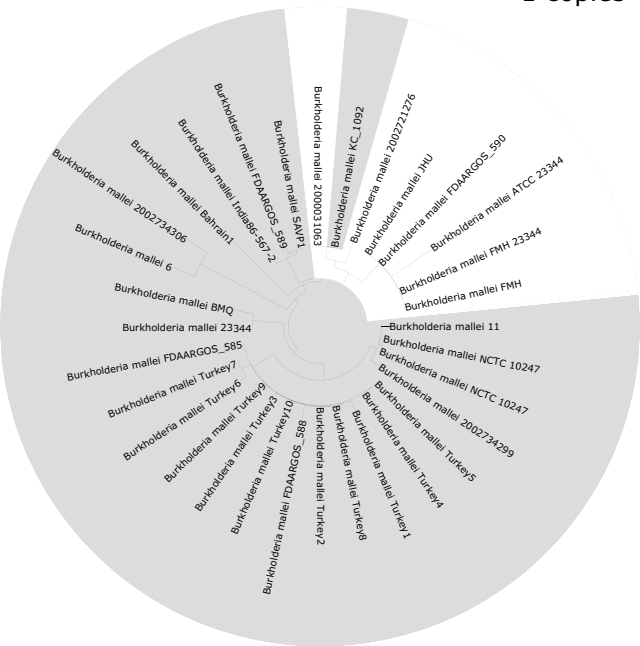 copies
Burkholderia mallei 2000031063
Burkholderia mallei KC_1092
Burkholderia mallei 2002721276
Burkholderia mallei JHU
Burkholderia mallei FDAARGOS_590
Burkholderia mallei ATCC 23344
Burkholderia mallei FMH 23344
Burkholderia mallei FMH
Burkholderia mallei 11
Burkholderia mallei NCTC 10247
Burkholderia mallei NCTC 10247
Burkholderia mallei 2002734299
Burkholderia mallei Turkey5
Burkholderia mallei Turkey4
Burkholderia mallei Turkey1
Burkholderia mallei Turkey8
Burkholderia mallei Turkey2
Burkholderia mallei FDAARGOS_588
Burkholderia mallei Turkey10
Burkholderia mallei Turkey3
Burkholderia mallei Turkey9
Burkholderia mallei Turkey6
Burkholderia mallei Turkey7
Burkholderia mallei FDAARGOS_585
Burkholderia mallei 23344
Burkholderia mallei BMQ
Burkholderia mallei 6
Burkholderia mallei 2002734306
Burkholderia mallei Bahrain1
Burkholderia mallei India86-567-2
Burkholderia mallei FDAARGOS_589
Burkholderia mallei SAVP1